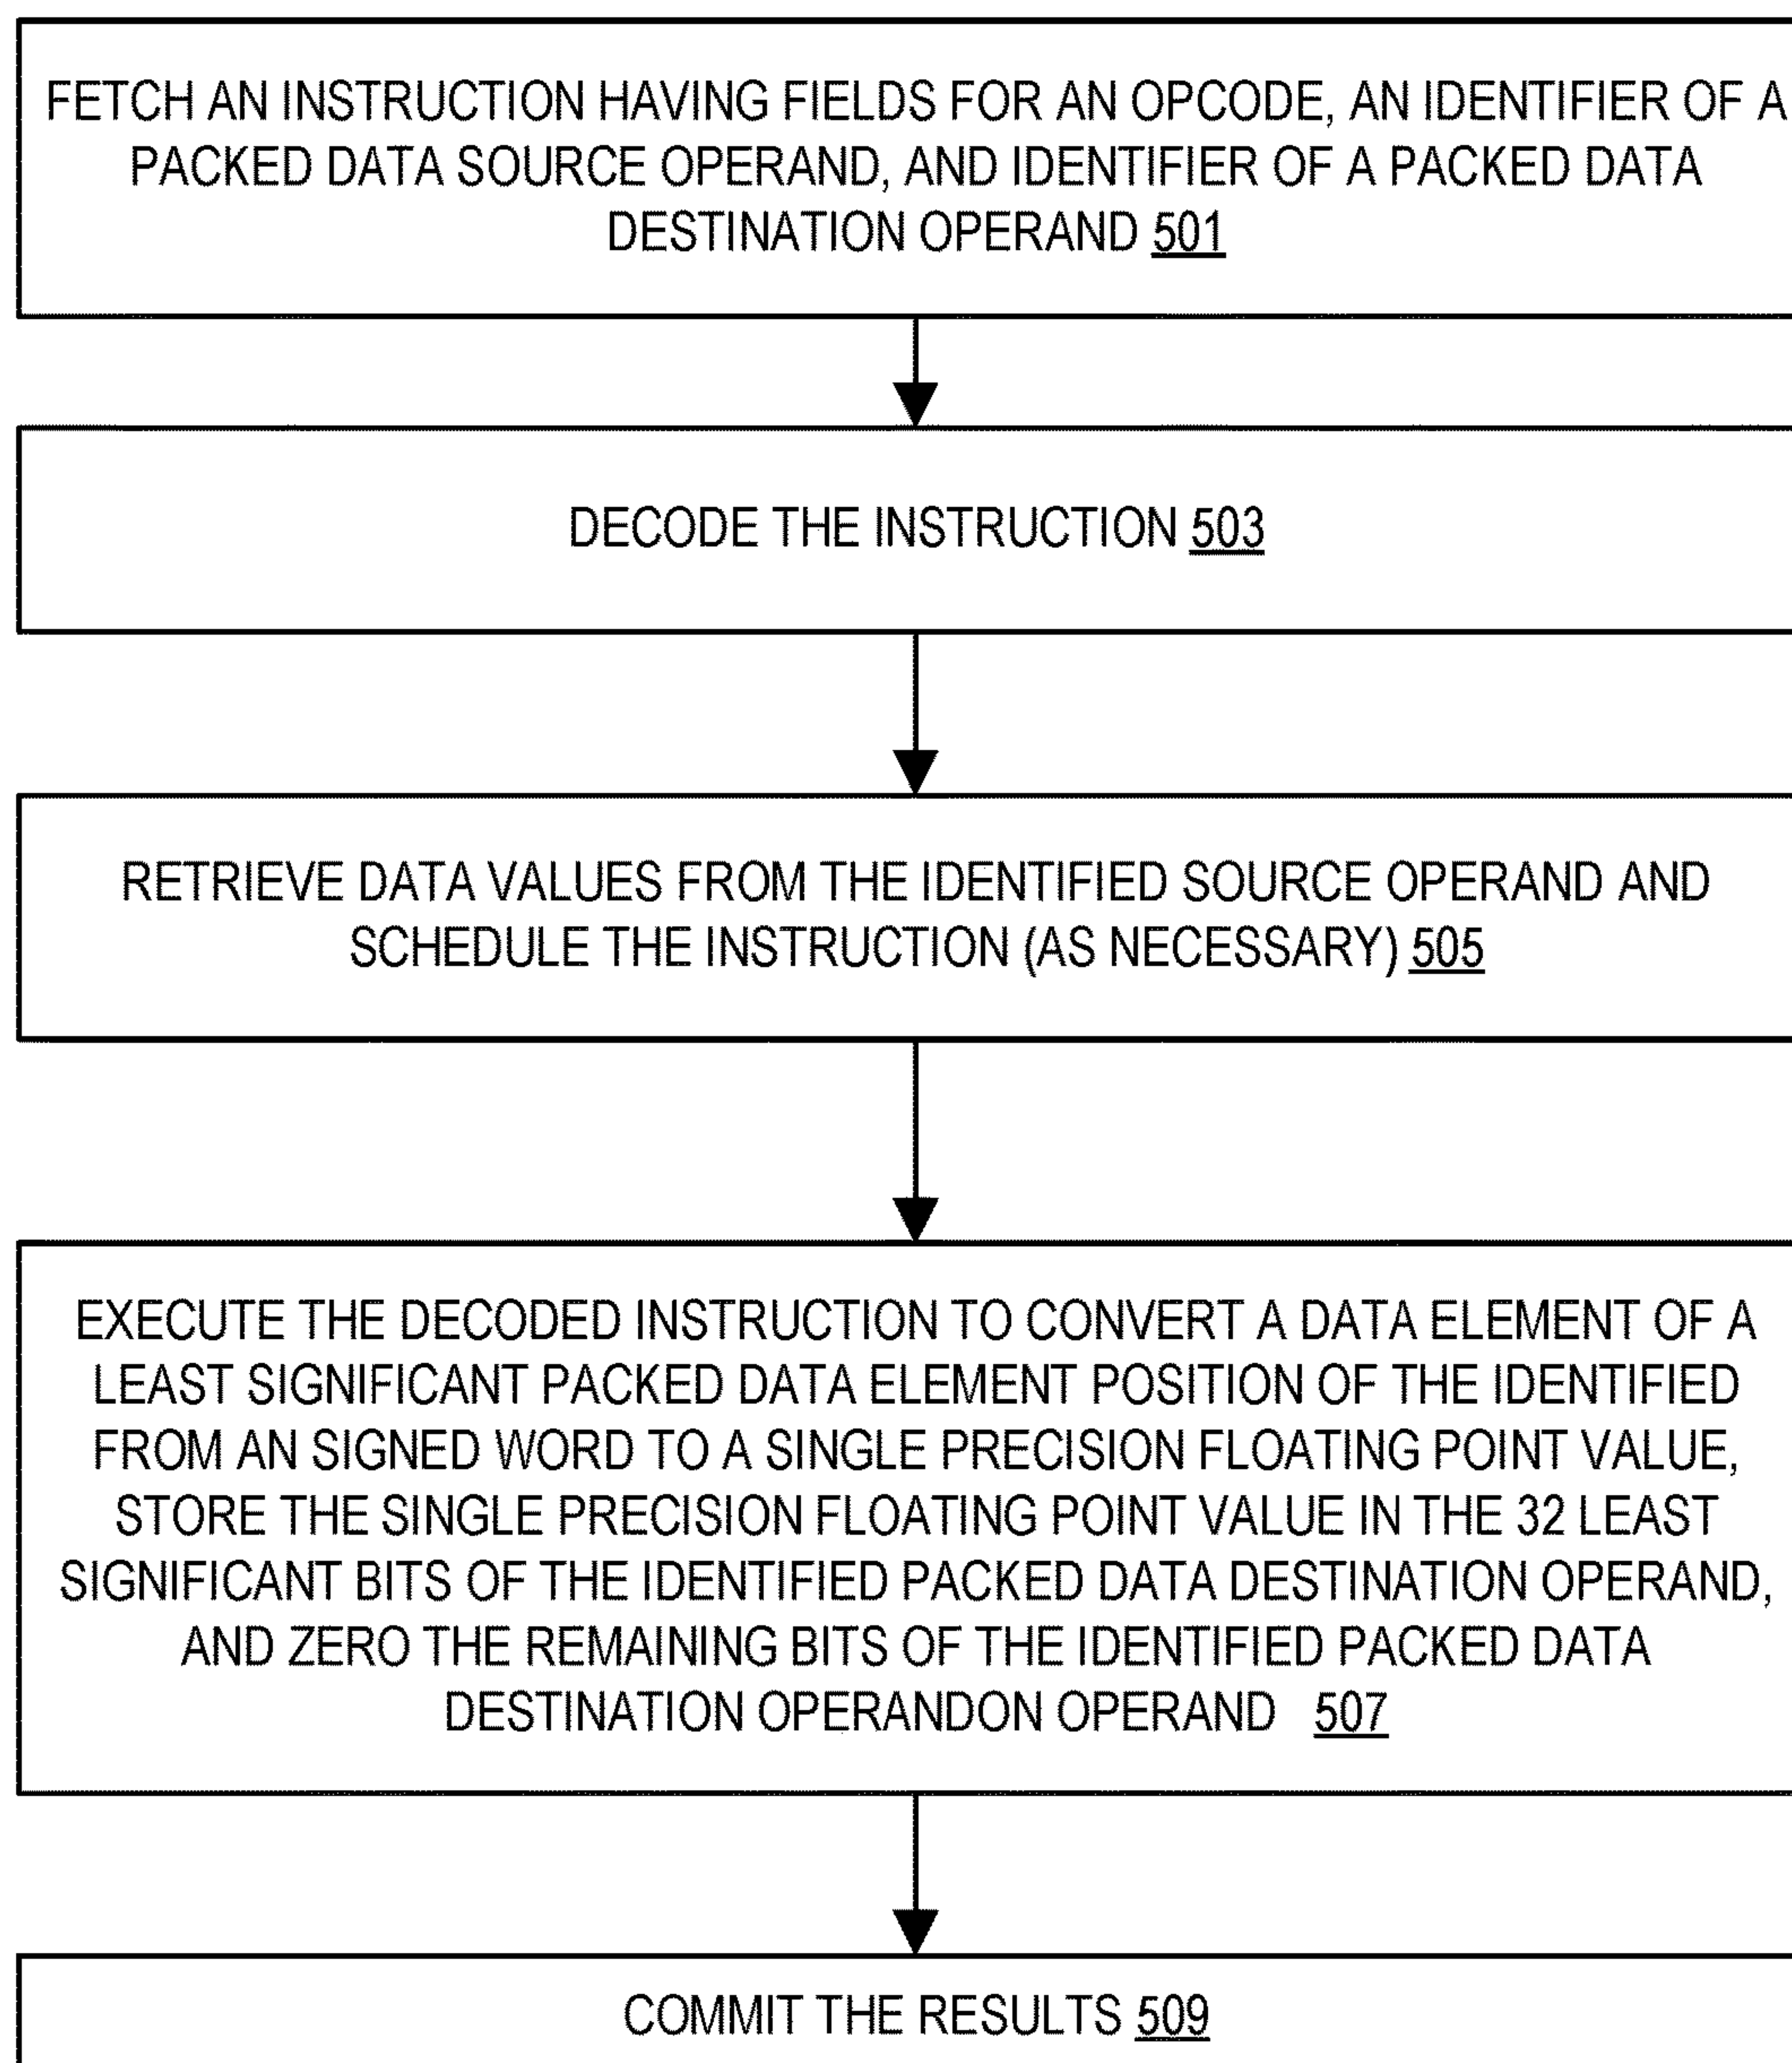 FETCH AN INSTRUCTION HAVING FIELDS FOR AN OPCODE, AN IDENTIFIER OF A
PACKED DATA SOURCE OPERAND, AND IDENTIFIER OF A PACKED DATA
DESTINATION OPERAND 501
DECODE THE INSTRUCTION 503
RETRIEVE DATA VALUES FROM THE IDENTIFIED SOURCE OPERAND AND
SCHEDULE THE INSTRUCTION (AS NECESSARY) 505
EXECUTE THE DECODED INSTRUCTION TO CONVERT A DATA ELEMENT OF A
LEAST SIGNIFICANT PACKED DATA ELEMENT POSITION OF THE IDENTIFIED
FROM AN SIGNED WORD TO A SINGLE PRECISION FLOATING POINT VALUE,
STORE THE SINGLE PRECISION FLOATING POINT VALUE IN THE 32 LEAST
SIGNIFICANT BITS OF THE IDENTIFIED PACKED DATA DESTINATION OPERAND,
AND ZERO THE REMAINING BITS OF THE IDENTIFIED PACKED DATA
DESTINATION OPERANDON OPERAND 507
COMMIT THE RESULTS 509